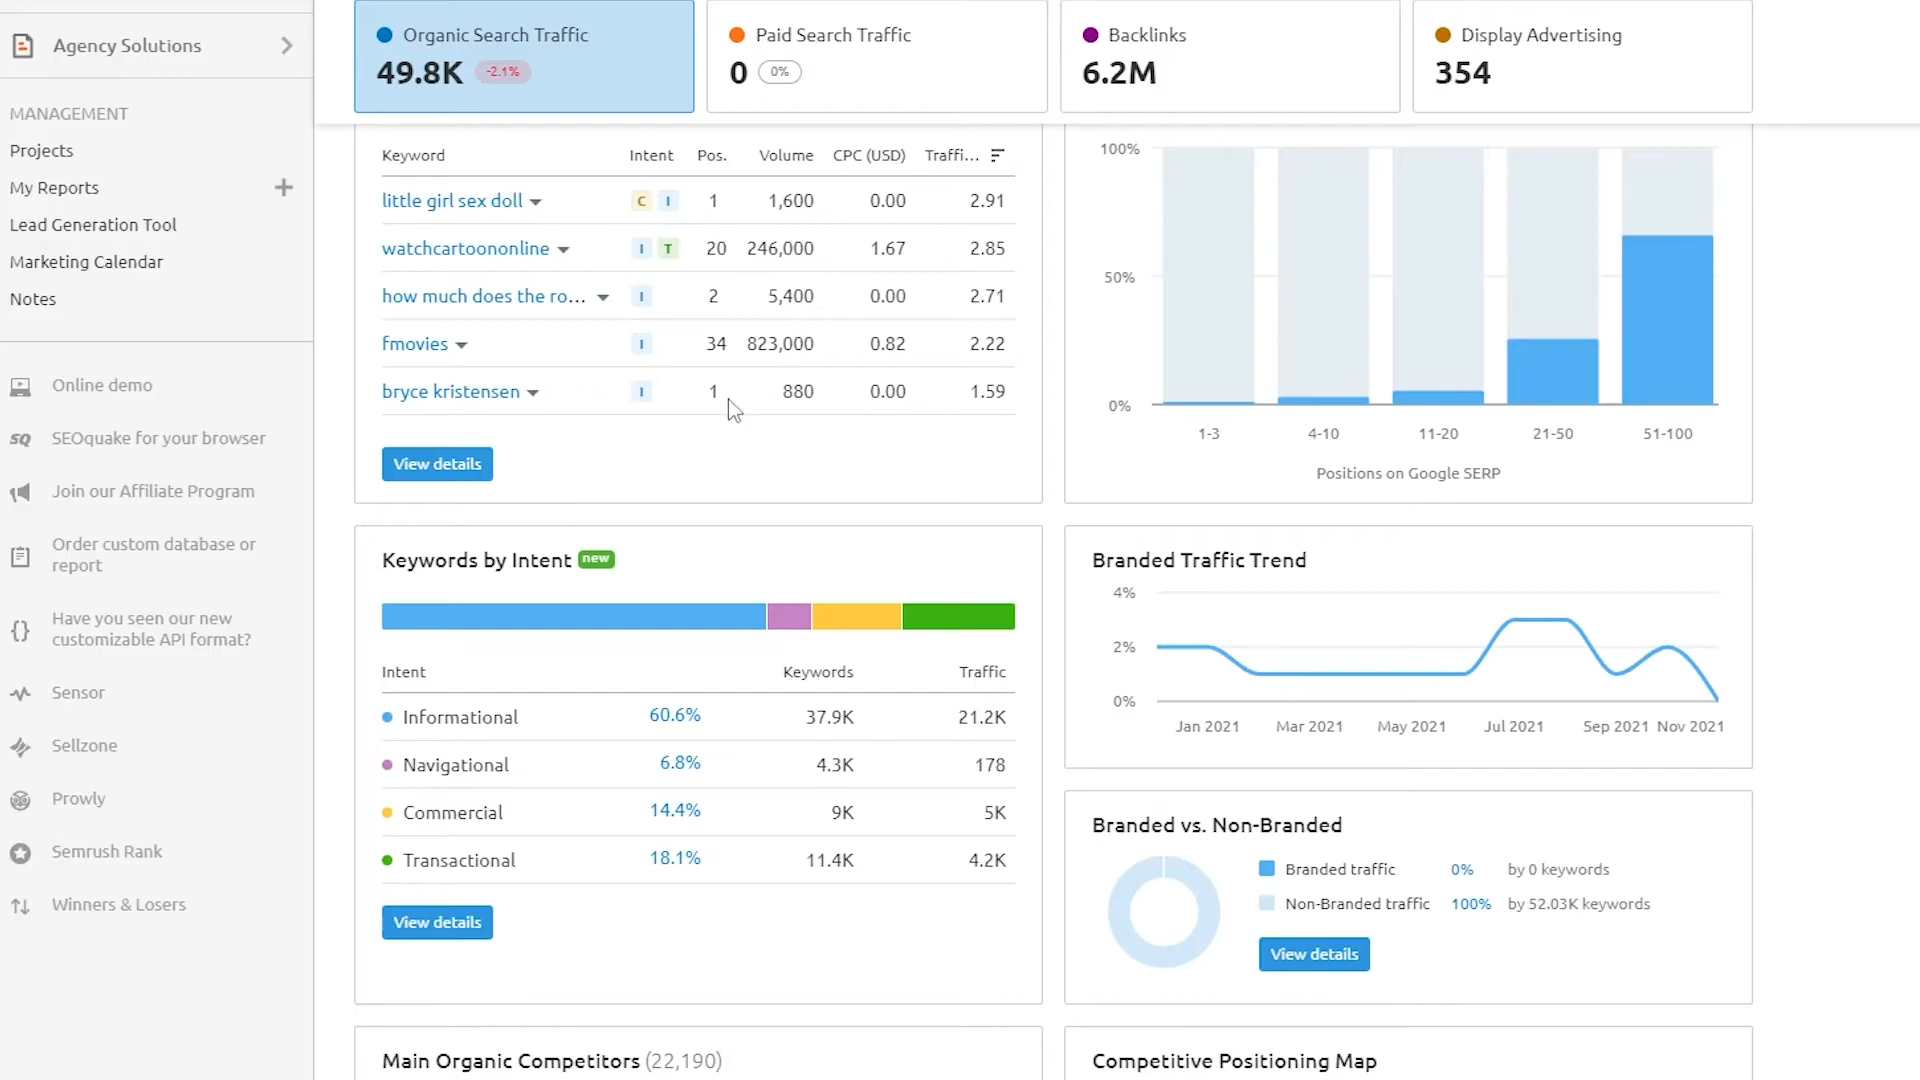 Agency Solutions
MANAGEMENT
Projects
My Reports
Lead Generation Tool
Marketing Calendar
Notes
Online demo
SEOquake for your browser
Join our Affiliate Program
Order custom database or
report
Have you seen our new
customizable API format?
Sensor
Sellzone
Prowly
Semrush Rank
Winners & Losers
Organic Search Traffic
49.8K -2.1%
Paid Search Traffic
0 0%
Backlinks
6.2M
Display Advertising
354
Keyword Intent Pos. Volume CPC (USD) Traffi...
little girl sex doll C I 1 1,600 0.00 2.91
watchcartoononline I T 20 246,000 1.67 2.85
how much does the ro... I 2 5,400 0.00 2.71
fmovies I 34 823,000 0.82 2.22
bryce kristensen I 1 880 0.00 1.59
View details
100%
50%
0%
1-3 4-10 11-20 21-50 51-100
Positions on Google SERP
Keywords by Intent new
Intent Keywords Traffic
Informational 60.6% 37.9K 21.2K
Navigational 6.8% 4.3K 178
Commercial 14.4% 9K 5K
Transactional 18.1% 11.4K 4.2K
View details
Branded Traffic Trend
4%
2%
0%
Jan 2021 Mar 2021 May 2021 Jul 2021 Sep 2021 Nov 2021
Branded vs. Non-Branded
Branded traffic 0% by 0 keywords
Non-Branded traffic 100% by 52.03K keywords
View details
Main Organic Competitors (22,190)
Competitive Positioning Map